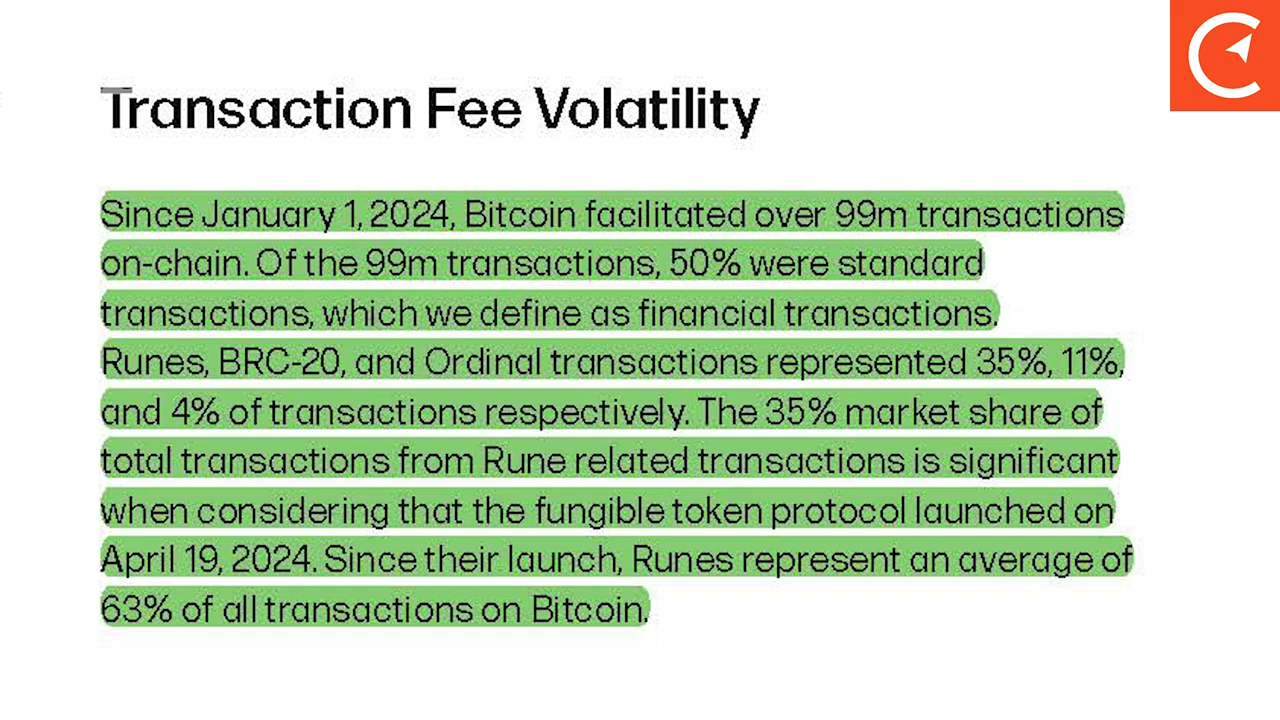 Transaction Fee Volatility
Since January 1, 2024, Bitcoin facilitated over 99m transactions
on-chain. Of the 99m transactions, 50% were standard
transactions, which we define as financial transactions.
Runes, BRC-20, and Ordinal transactions represented 35%, 11%,
and 4% of transactions respectively. The 35% market share of
total transactions from Rune related transactions is significant
when considering that the fungible token protocol launched on
April 19, 2024. Since their launch, Runes represent an average of
63% of all transactions on Bitcoin.